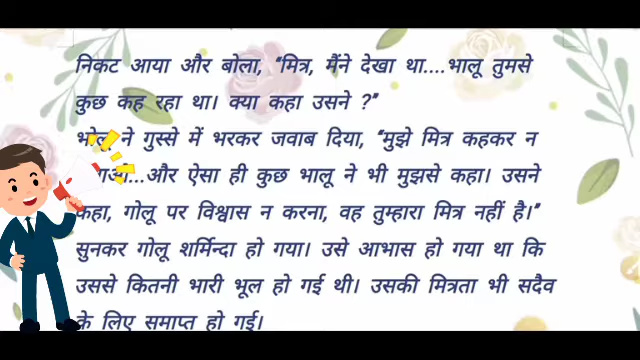 निकट आया और बोला, “मित्र, मैंने देखा था....भालू तुमसे
कुछ कह रहा था। क्या कहा उसने ?”
भोलू ने गुस्से में भरकर जवाब दिया, “मुझे मित्र कहकर न
और ऐसा ही कुछ भालू ने भी मुझसे कहा। उसने
कहा, गोलू पर विश्वास न करना, वह तुम्हारा मित्र नहीं है।”
सुनकर गोलू शर्मिन्दा हो गया। उसे आभास हो गया था कि
उससे कितनी भारी भूल हो गई थी। उसकी मित्रता भी सदैव
के लिए समाप्त हो गई।